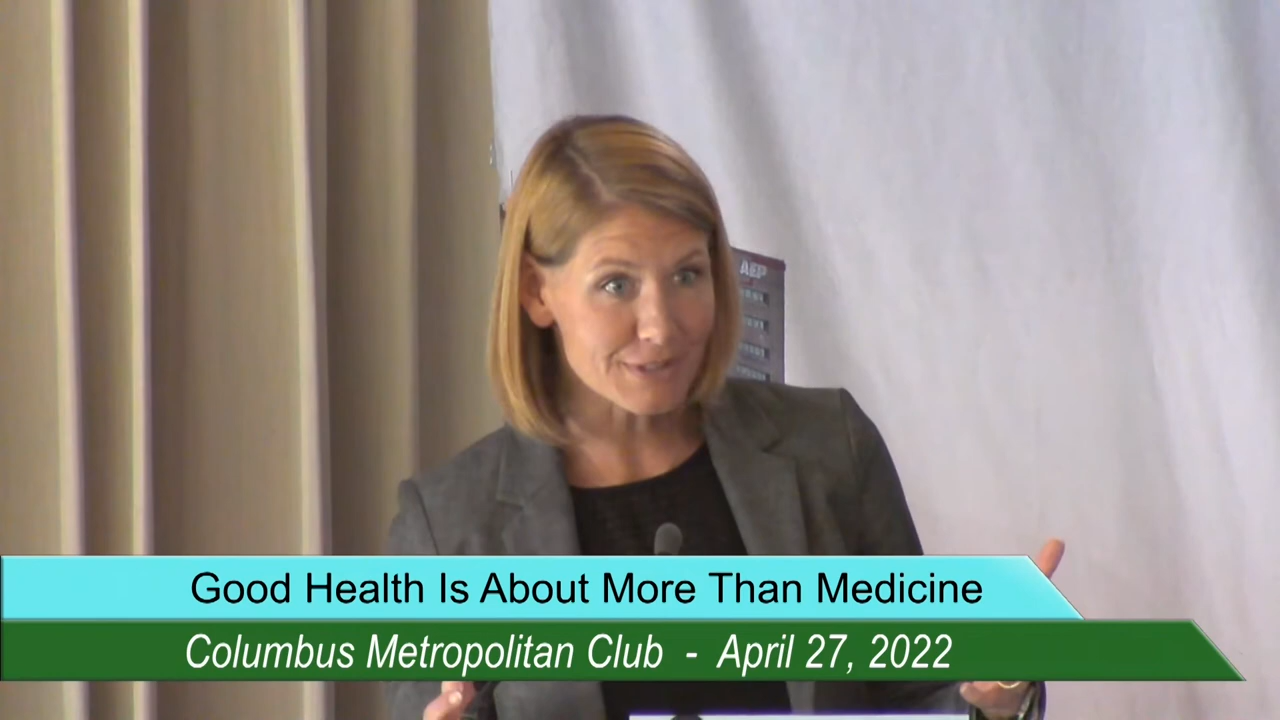 AEP
Good Health Is About More Than Medicine
Columbus Metropolitan Club - April 27, 2022